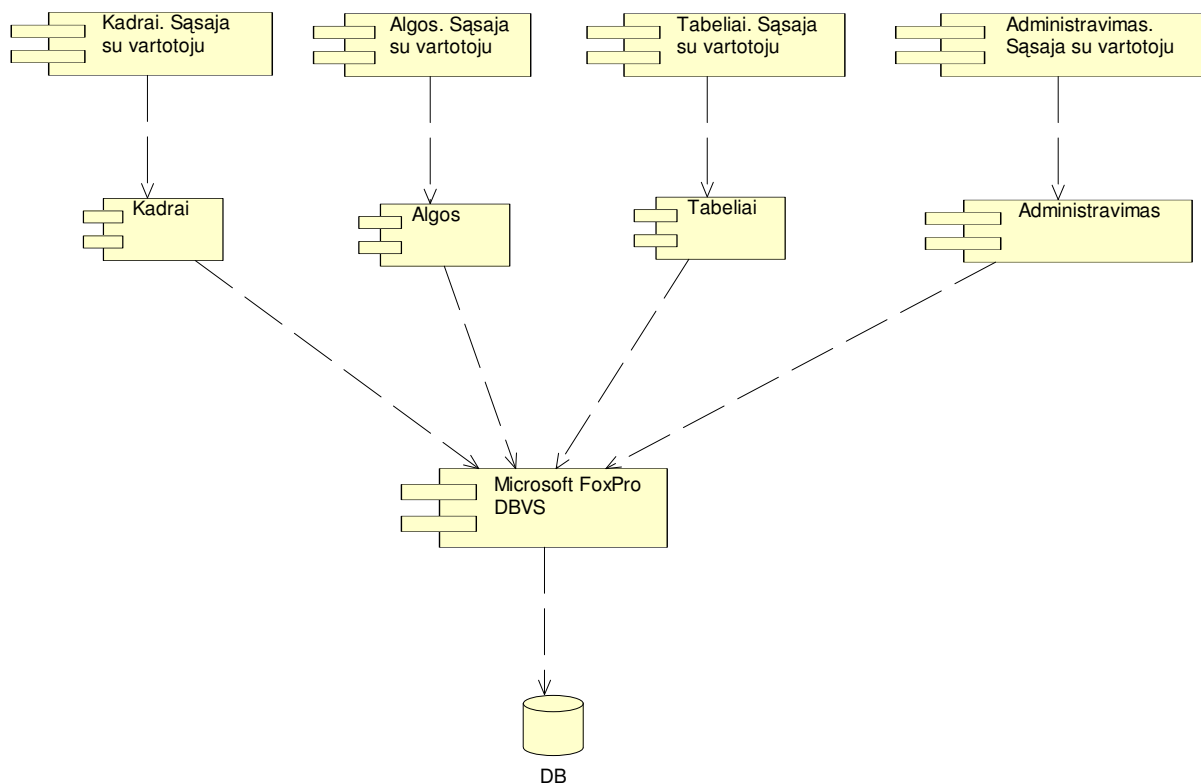 Kadrai. Sąsaja
su vartotoju
Algos. Sąsaja
su vartotoju
Tabeliai. Sąsaja
su vartotoju
Administravimas.
Sąsaja su vartotoju
Kadrai
Algos
Tabeliai
Administravimas
Microsoft FoxPro
DBVS
DB